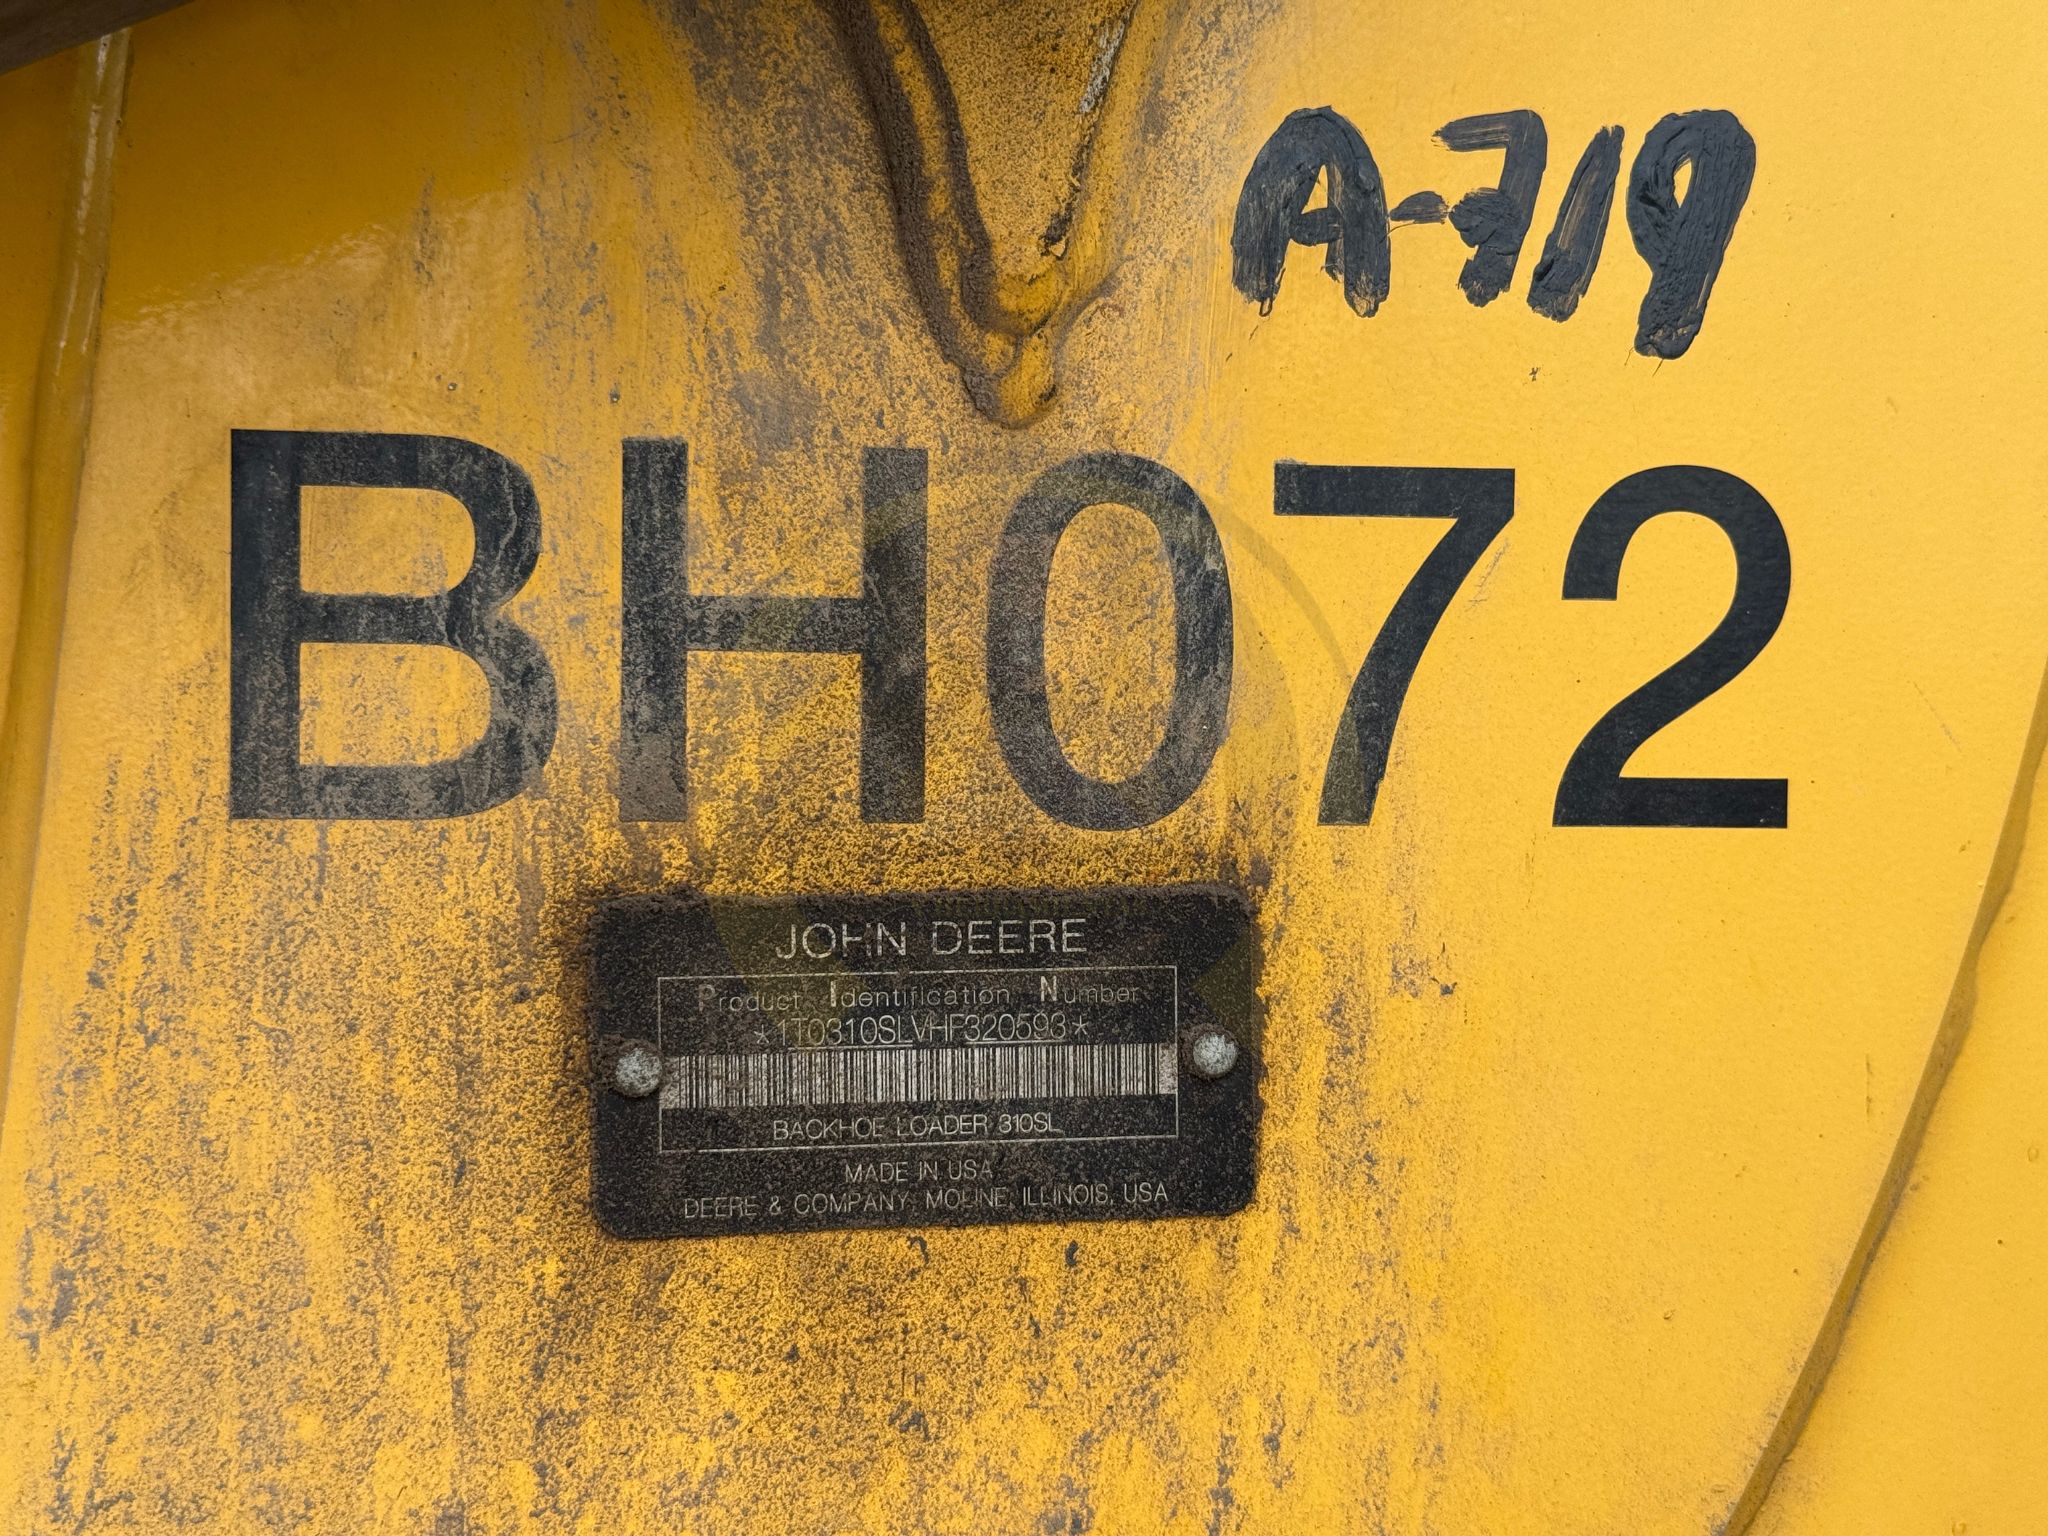 A-719
BH072
JOHN DEERE
Product Identification Number
*1T0310SLVHF320593*
BACKHOE LOADER 310SL
MADE IN USA
DEERE & COMPANY, MOLINE, ILLINOIS, USA